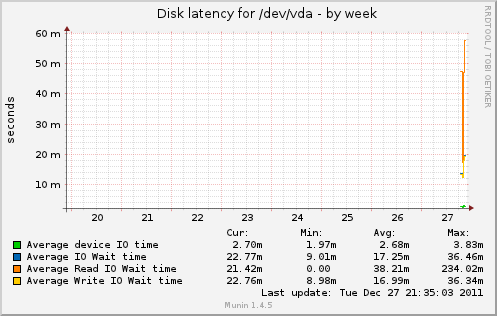 Disk latency for /dev/vda - by week
RRDTOOL / TOBI OETIKER
seconds
60 m
50 m
40 m
30 m
20 m
10 m
20 21 22 23 24 25 26 27
Cur: Min: Avg: Max:
Average device IO time 2.70m 1.97m 2.68m 3.83m
Average IO Wait time 22.77m 9.01m 17.25m 36.46m
Average Read IO Wait time 21.42m 0.00 38.21m 234.02m
Average Write IO Wait time 22.76m 8.98m 16.99m 36.34m
Last update: Tue Dec 27 21:35:03 2011
Munin 1.4.5